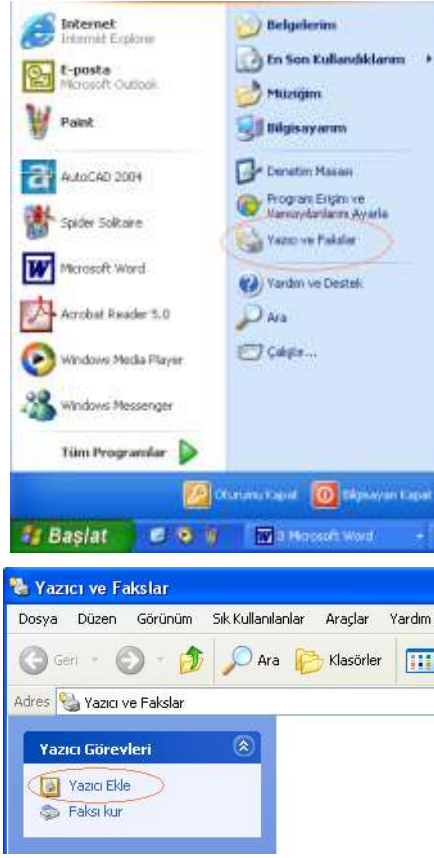 Internet
Internet Explorer
E-posta
Microsoft Outlook
Paint
AutoCAD 2004
Spider Solitaire
Microsoft Word
Acrobat Reader 5.0
Windows Media Player
Windows Messenger
Tüm Programlar
Belgelerim
En Son Kullandıklarım
Müziğim
Bilgisayarım
Denetim Masası
Program Erişim ve
Varsayılanlarını Ayarla
Yazıcı ve Fakslar
Yardım ve Destek
Ara
Çalıştır...
Oturumu Kapat
Bilgisayarı Kapat
Başlat
3 Microsoft Word
Yazıcı ve Fakslar
Dosya Düzen Görünüm Sık Kullanılanlar Araçlar Yardım
Geri Ara Klasörler
Adres Yazıcı ve Fakslar
Yazıcı Görevleri
Yazıcı Ekle
Faksı kur